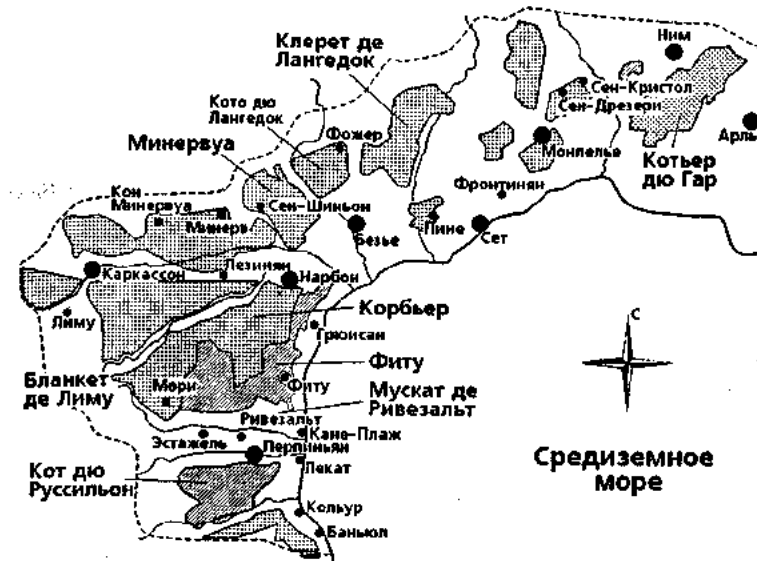 Клерет де
Лангедок
Ним
Сен-Кристол
Сен-Дрезери
Кото дю
Лангедок
Фожер
Минервуа
Монпелье
Арль
Котьер
дю Гар
Кон
Минервуа
Минерв
Сен-Шиньон
Фронтинян
Пине
Безье
Сет
Каркассон
Лезинян
Нарбон
Лиму
Корбьер
Грюисан
С
Фиту
Бланкет
де Лиму
Мори
Фиту
Мускат де
Ривезальт
Ривезальт
Эстажель
Кане-Плаж
Перпиньян
Лекат
Средиземное
море
Кот дю
Руссильон
Кольур
Баньюл